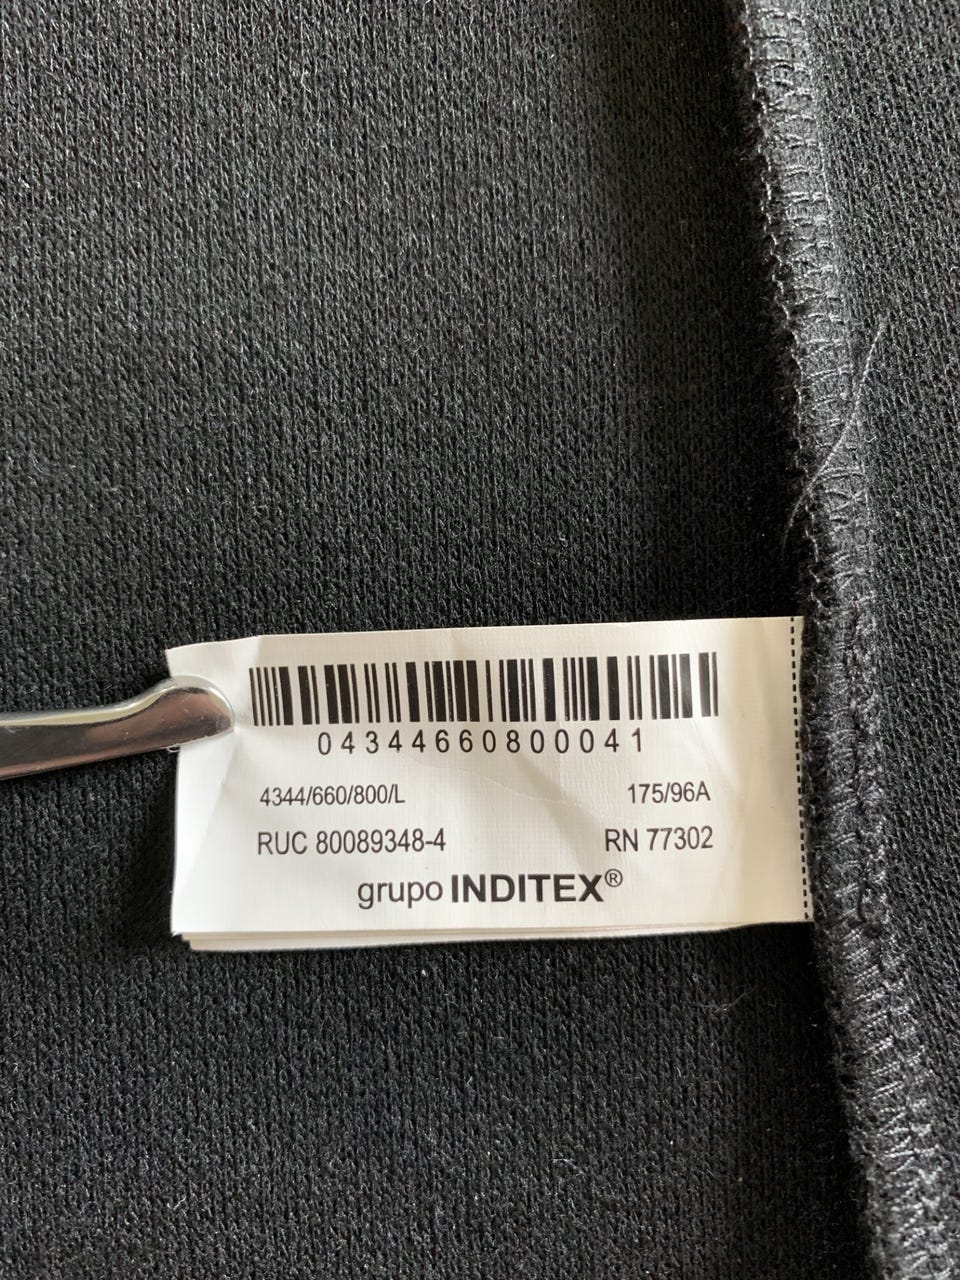 04344660800041
4344/660/800/L 175/96A
RUC 80089348-4 RN 77302
grupo INDITEX®